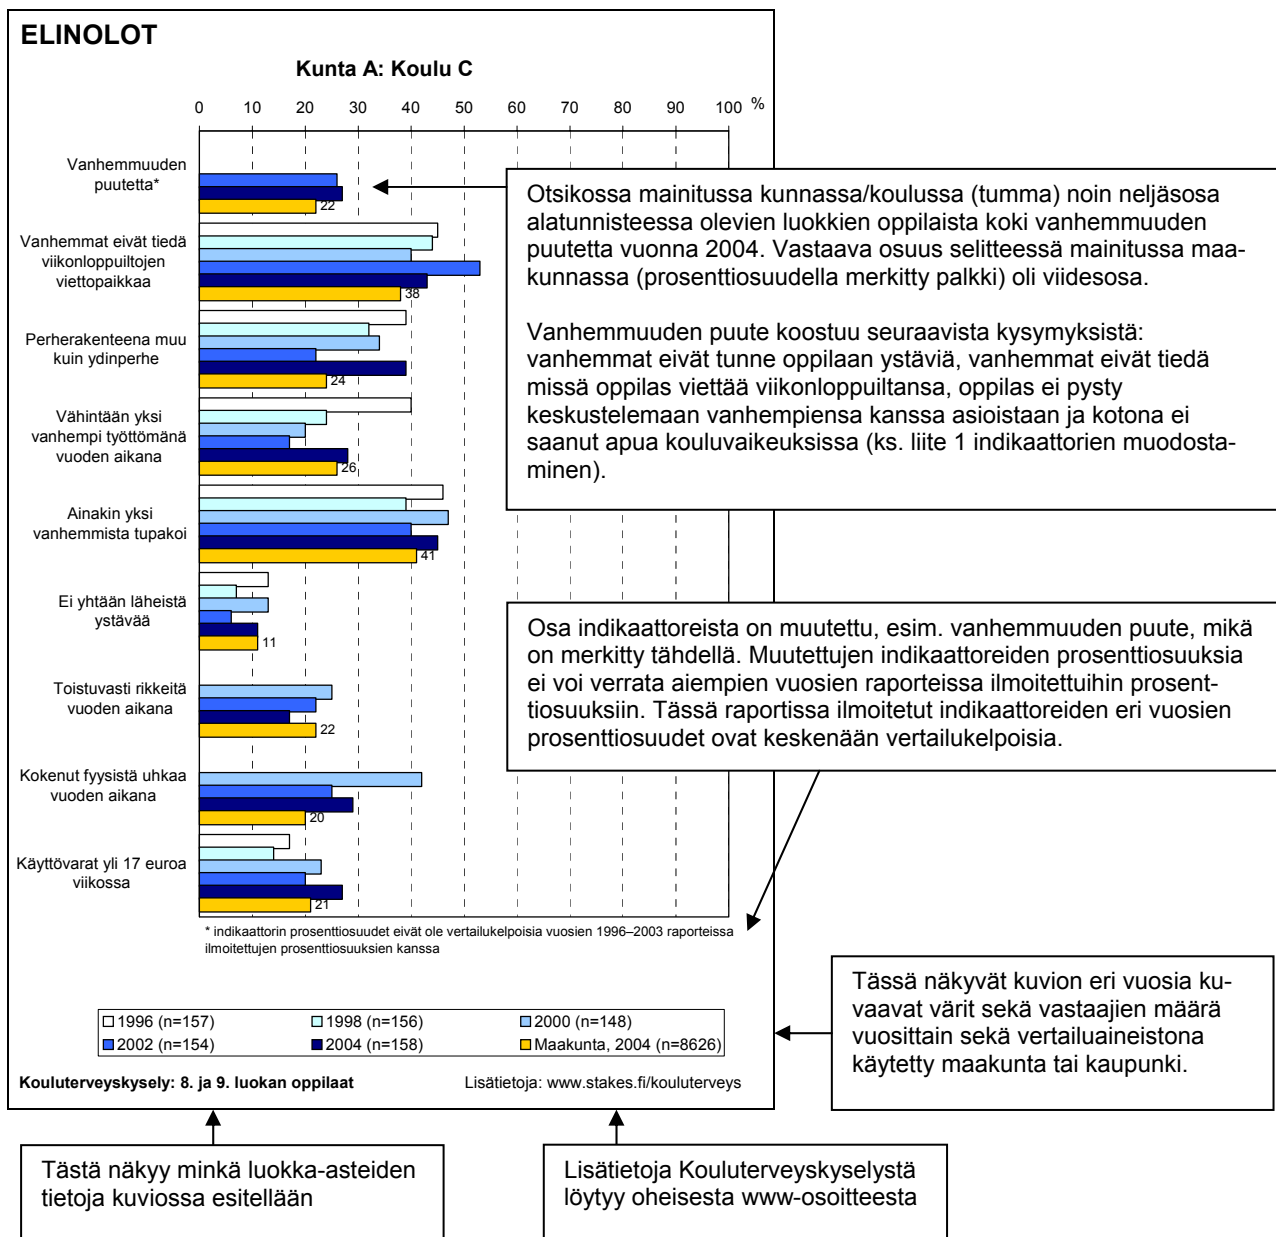 ELINOLOT
Kunta A: Koulu C
0 10 20 30 40 50 60 70 80 90 100 %
Vanhemmuuden
puutetta*
22
Vanhemmat eivät tiedä
viikonloppuiltojen
viettopaikkaa
38
Perherakenteena muu
kuin ydinperhe
24
Vähintään yksi
vanhempi työttömänä
vuoden aikana
26
Ainakin yksi
vanhemmista tupakoi
41
Ei yhtään läheistä
ystävää
11
Toistuvasti rikkeitä
vuoden aikana
22
Kokenut fyysistä uhkaa
vuoden aikana
20
Käyttövarat yli 17 euroa
viikossa
21
* indikaattorin prosenttiosuudet eivät ole vertailukelpoisia vuosien 1996–2003 raporteissa
ilmoitettujen prosenttiosuuksien kanssa
1996 (n=157) 1998 (n=156) 2000 (n=148)
2002 (n=154) 2004 (n=158) Maakunta, 2004 (n=8626)
Kouluterveyskysely: 8. ja 9. luokan oppilaat Lisätietoja: www.stakes.fi/kouluterveys
Otsikossa mainitussa kunnassa/koulussa (tumma) noin neljäsosa
alatunnisteessa olevien luokkien oppilaista koki vanhemmuuden
puutetta vuonna 2004. Vastaava osuus selitteessä mainitussa maa-
kunnassa (prosenttiosuudella merkitty palkki) oli viidesosa.
Vanhemmuuden puute koostuu seuraavista kysymyksistä:
vanhemmat eivät tunne oppilaan ystäviä, vanhemmat eivät tiedä
missä oppilas viettää viikonloppuiltansa, oppilas ei pysty
keskustelemaan vanhempiensa kanssa asioistaan ja kotona ei
saanut apua kouluvaikeuksissa (ks. liite 1 indikaattorien muodosta-
minen).
Osa indikaattoreista on muutettu, esim. vanhemmuuden puute, mikä
on merkitty tähdellä. Muutettujen indikaattoreiden prosenttiosuuksia
ei voi verrata aiempien vuosien raporteissa ilmoitettuihin prosent-
tiosuuksiin. Tässä raportissa ilmoitetut indikaattoreiden eri vuosien
prosenttiosuudet ovat keskenään vertailukelpoisia.
Tässä näkyvät kuvion eri vuosia ku-
vaavat värit sekä vastaajien määrä
vuosittain sekä vertailuaineistona
käytetty maakunta tai kaupunki.
Tästä näkyy minkä luokka-asteiden
tietoja kuviossa esitellään
Lisätietoja Kouluterveyskyselystä
löytyy oheisesta www-osoitteesta